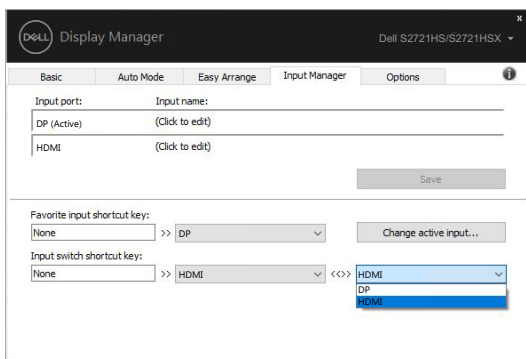 x
DELL Display Manager Dell S2721HS/S2721HSX
Basic Auto Mode Easy Arrange Input Manager Options i
Input port: Input name:
DP (Active) (Click to edit)
HDMI (Click to edit)
Save
Favorite input shortcut key:
None >> DP Change active input...
Input switch shortcut key:
None >> HDMI <<>> HDMI
DP
HDMI